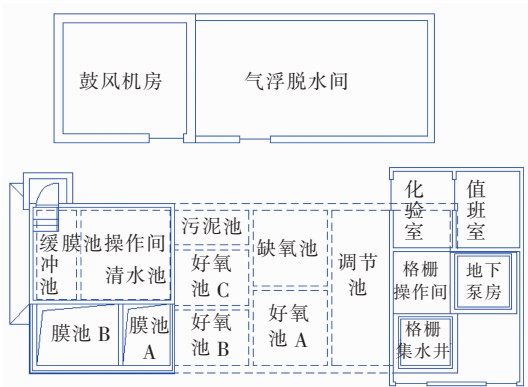 鼓风机房
气浮脱水间
化验室
值班室
污泥池
缺氧池
调节池
缓冲池
膜池操作间
清水池
好氧池 C
格栅操作间
地下泵房
膜池 B
膜池 A
好氧池 B
好氧池 A
格栅集水井